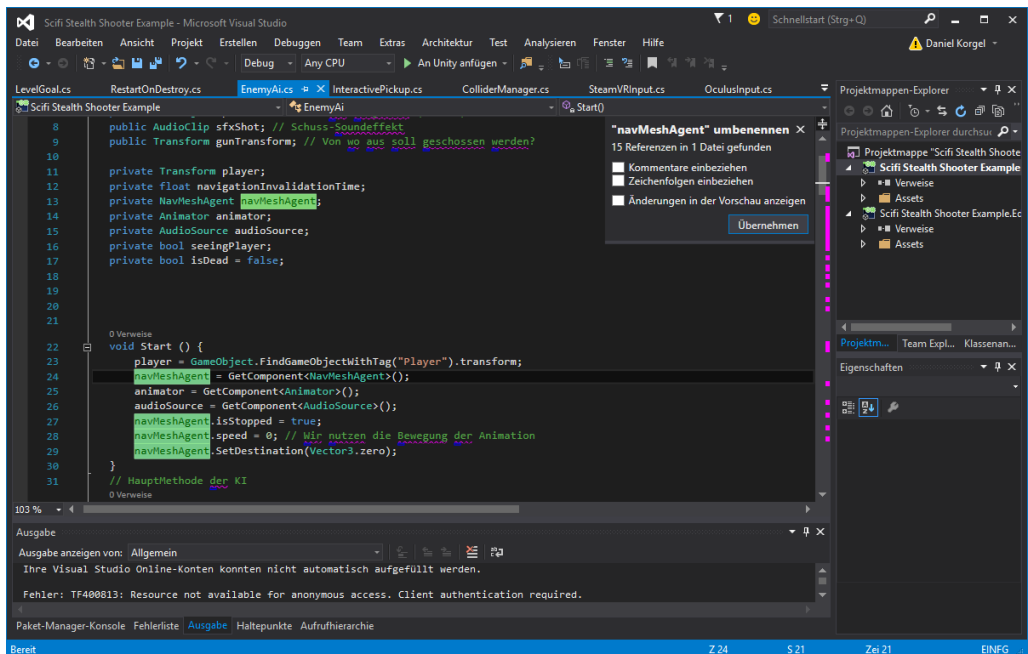 Scifi Stealth Shooter Example - Microsoft Visual Studio
1
Schnellstart (Strg+Q)
Datei Bearbeiten Ansicht Projekt Erstellen Debuggen Team Extras Architektur Test Analysieren Fenster Hilfe
Daniel Korgel
Debug Any CPU An Unity anfügen
LevelGoal.cs RestartOnDestroy.cs EnemyAi.cs InteractivePickup.cs ColliderManager.cs SteamVRInput.cs OculusInput.cs
Scifi Stealth Shooter Example EnemyAi Start()
8 public AudioClip sfxShot; // Schuss-Soundeffekt
9 public Transform gunTransform; // Von wo aus soll geschossen werden?
10
11 private Transform player;
12 private float navigationInvalidationTime;
13 private NavMeshAgent navMeshAgent;
14 private Animator animator;
15 private AudioSource audioSource;
16 private bool seeingPlayer;
17 private bool isDead = false;
18
19
20
21
0 Verweise
22 void Start () {
23 player = GameObject.FindGameObjectWithTag("Player").transform;
24 navMeshAgent = GetComponent<NavMeshAgent>();
25 animator = GetComponent<Animator>();
26 audioSource = GetComponent<AudioSource>();
27 navMeshAgent.isStopped = true;
28 navMeshAgent.speed = 0; // Wir nutzen die Bewegung der Animation
29 navMeshAgent.SetDestination(Vector3.zero);
30 }
31 // HauptMethode der KI
0 Verweise
103 %
"navMeshAgent" umbenennen
15 Referenzen in 1 Datei gefunden
Kommentare einbeziehen
Zeichenfolgen einbeziehen
Änderungen in der Vorschau anzeigen
Übernehmen
Projektmappen-Explorer
Projektmappen-Explorer durchsuc
Projektmappe "Scifi Stealth Shoote
Scifi Stealth Shooter Example
Verweise
Assets
Scifi Stealth Shooter Example.Ed
Verweise
Assets
Projektm... Team Expl... Klassenan...
Eigenschaften
Ausgabe
Ausgabe anzeigen von: Allgemein
Ihre Visual Studio Online-Konten konnten nicht automatisch aufgefüllt werden.
Fehler: TF400813: Resource not available for anonymous access. Client authentication required.
Paket-Manager-Konsole Fehlerliste Ausgabe Haltepunkte Aufrufhierarchie
Bereit Z 24 S 21 Zei 21 EINFG